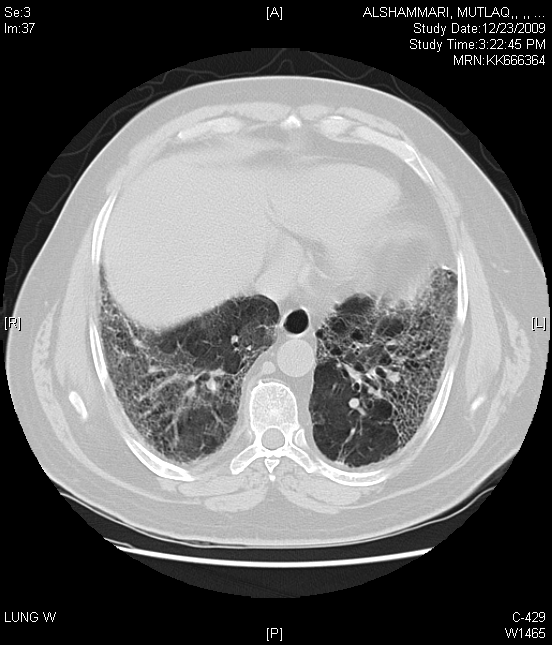 Se:3
Im:37
[A]
ALSHAMMARI, MUTLAQ,, ,, ...
Study Date:12/23/2009
Study Time:3:22:45 PM
MRN:KK666364
[R]
[L]
LUNG W
[P]
C-429
W1465